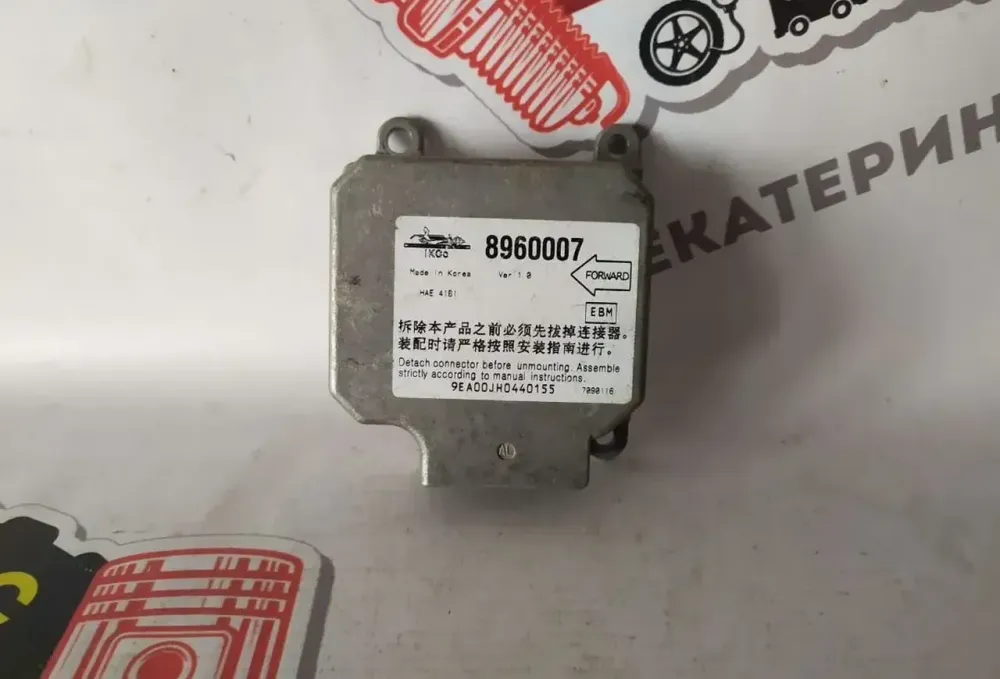 ЕКАТЕРИН
IKCo
8960007
Made in Korea
Ver 1.0
FORWARD
HAE 41B1
EBM
拆除本产品之前必须先拔掉连接器。
装配时请严格按照安装指南进行。
Detach connector before unmounting. Assemble
strictly according to manual instructions.
9EA00JH0440155
7090116